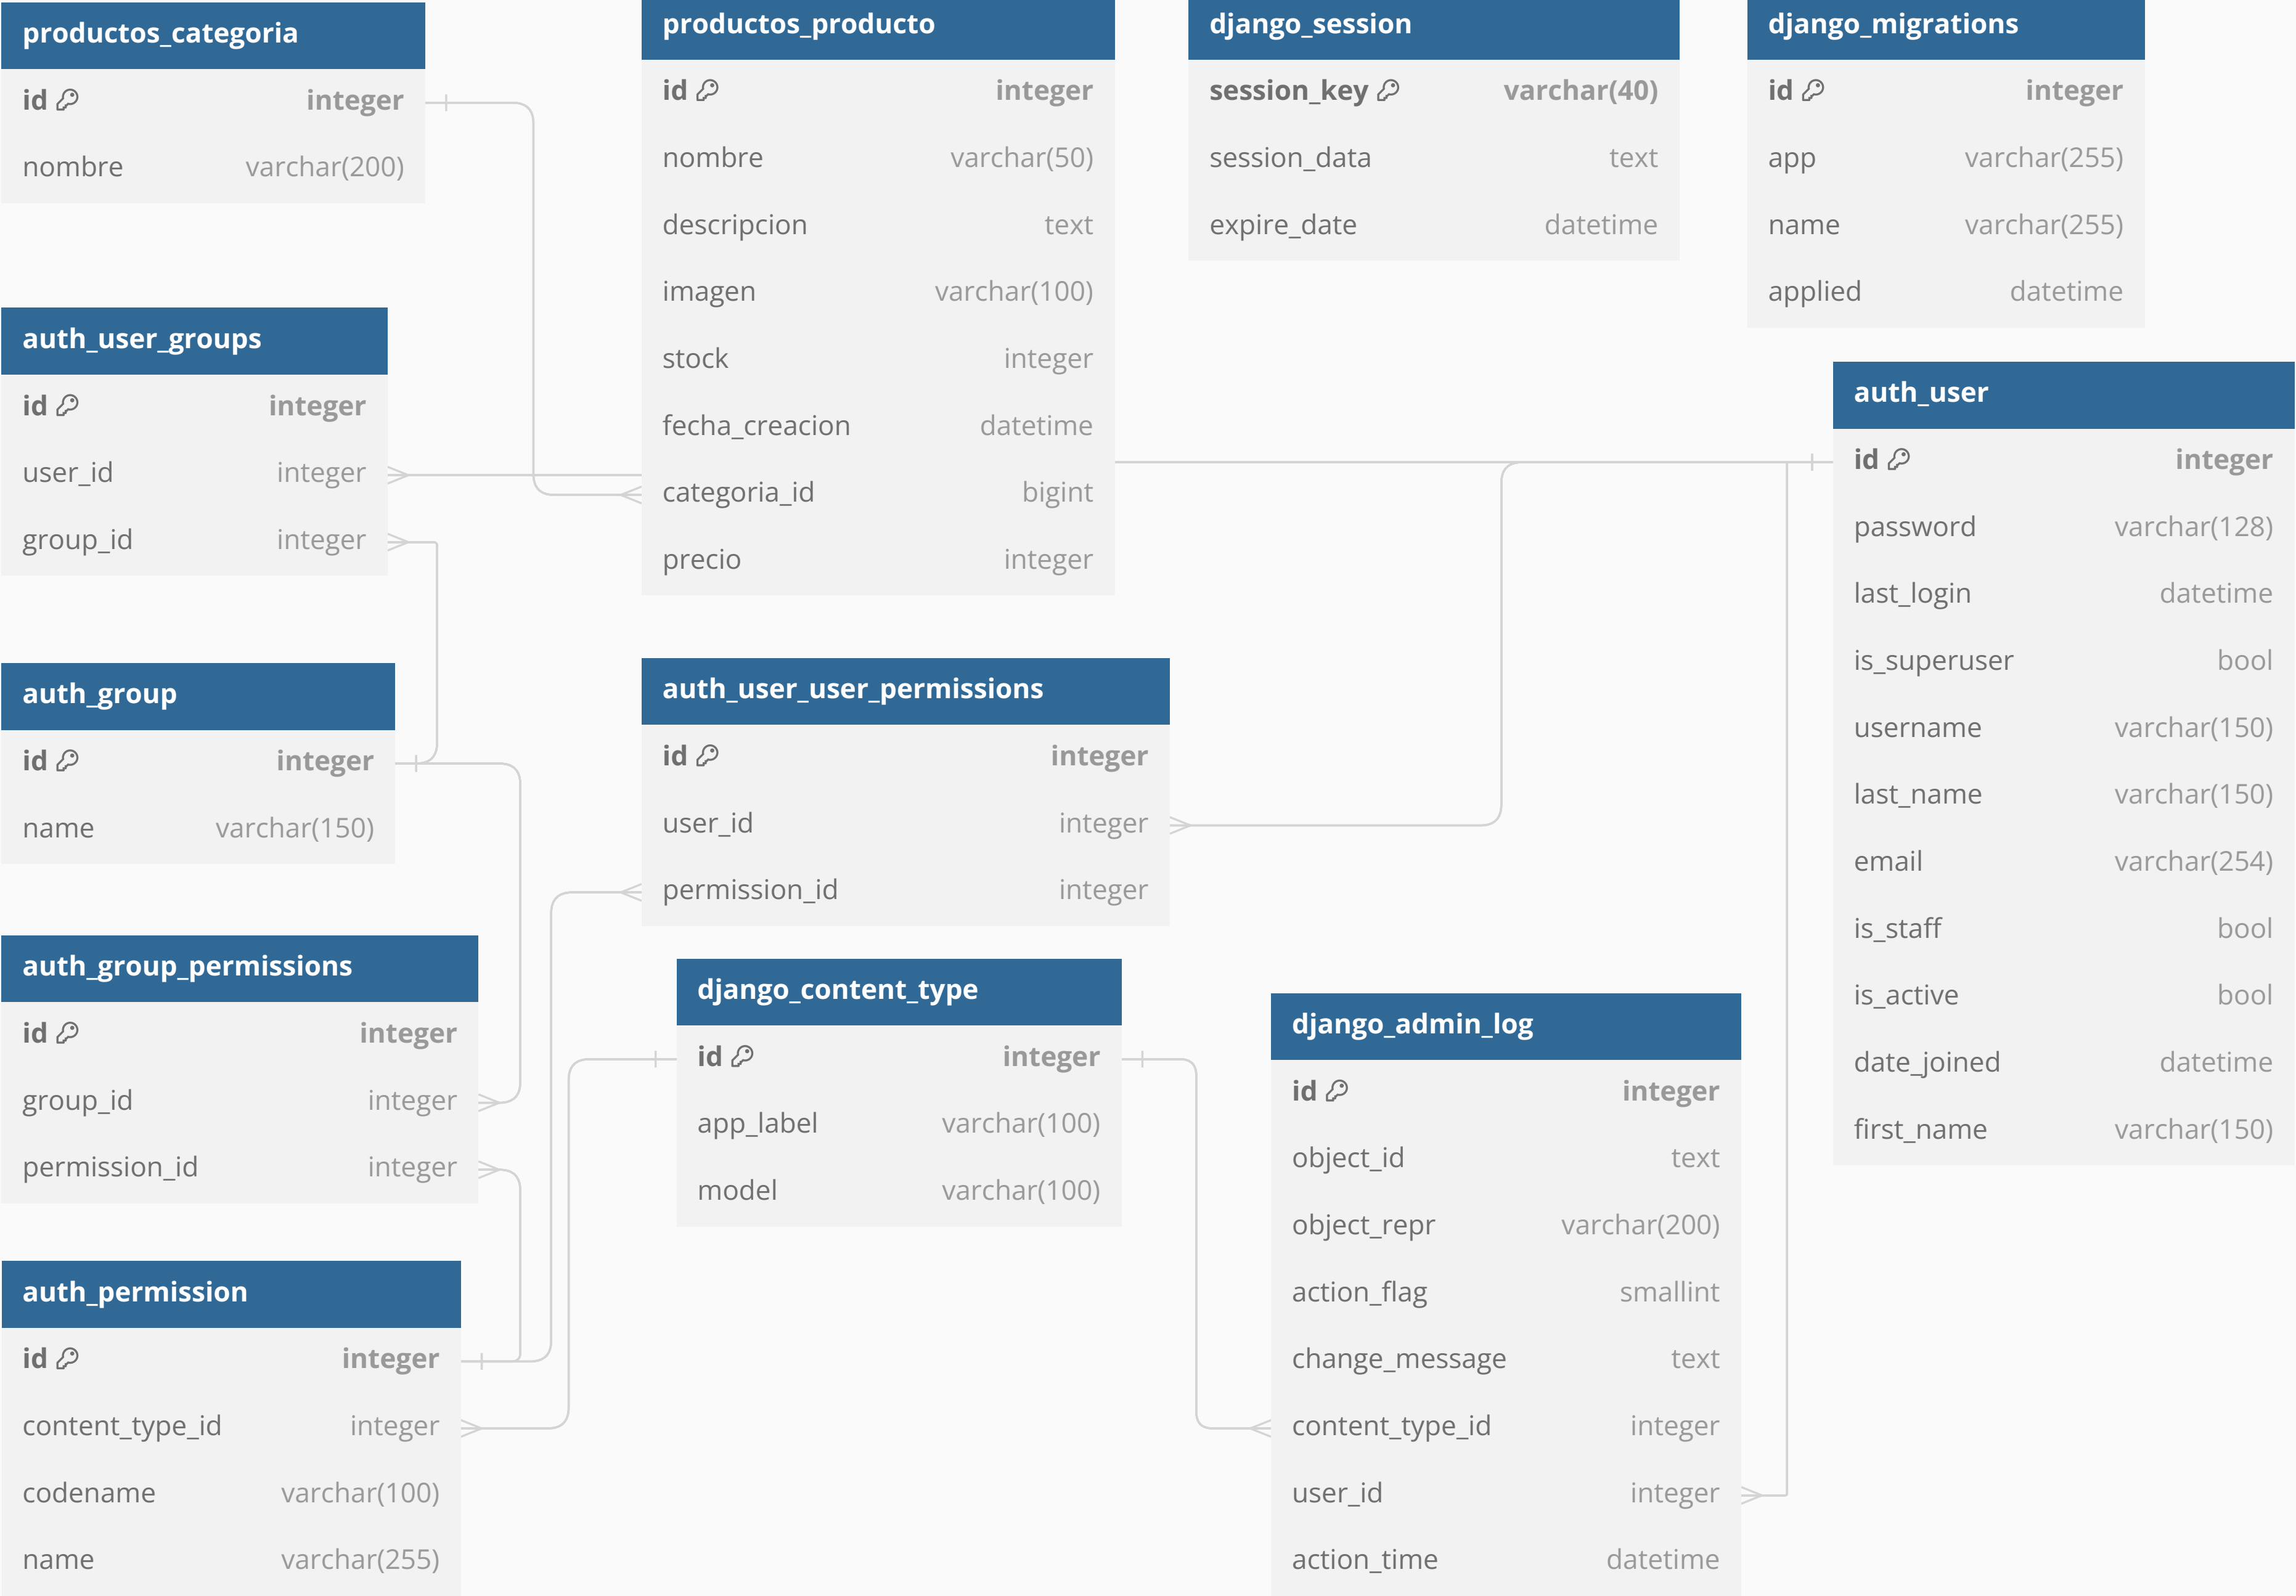 productos_categoria
id integer
nombre varchar(200)
productos_producto
id integer
nombre varchar(50)
descripcion text
imagen varchar(100)
stock integer
fecha_creacion datetime
categoria_id bigint
precio integer
django_session
session_key varchar(40)
session_data text
expire_date datetime
django_migrations
id integer
app varchar(255)
name varchar(255)
applied datetime
auth_user_groups
id integer
user_id integer
group_id integer
auth_user
id integer
password varchar(128)
last_login datetime
is_superuser bool
username varchar(150)
last_name varchar(150)
email varchar(254)
is_staff bool
is_active bool
date_joined datetime
first_name varchar(150)
auth_group
id integer
name varchar(150)
auth_user_user_permissions
id integer
user_id integer
permission_id integer
auth_group_permissions
id integer
group_id integer
permission_id integer
django_content_type
id integer
app_label varchar(100)
model varchar(100)
django_admin_log
id integer
object_id text
object_repr varchar(200)
action_flag smallint
change_message text
content_type_id integer
user_id integer
action_time datetime
auth_permission
id integer
content_type_id integer
codename varchar(100)
name varchar(255)